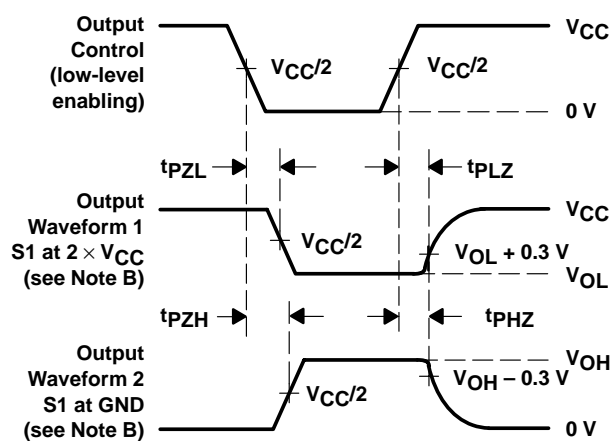 Output
Control
(low-level
enabling)
VCC/2
VCC/2
VCC
0 V
tPZL
tPLZ
Output
Waveform 1
S1 at 2 × VCC
(see Note B)
VCC/2
VCC
VOL + 0.3 V
VOL
tPZH
tPHZ
Output
Waveform 2
S1 at GND
(see Note B)
VCC/2
VOH
VOH − 0.3 V
0 V